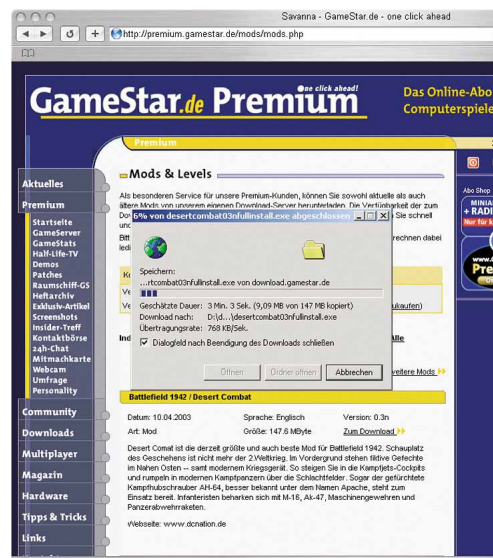 Savanna - GameStar.de - one click ahead
http://premium.gamestar.de/mods/mods.php
GameStar.de Premium
One click ahead!
Das Online-Abo
Computerspiele
Premium
Aktuelles
Premium
Startseite
GameServer
GameStats
Half-Life-TV
Demos
Patches
Raumschiff-GS
Heftarchiv
Exklusiv-Artikel
Screenshots
Insider-Treff
Kontaktbörse
24h-Chat
Mitmachkarte
Webcam
Umfrage
Personality
Community
Downloads
Multiplayer
Magazin
Hardware
Tipps & Tricks
Links
Mods & Levels
Als besonderen Service für unsere Premium-Kunden, können Sie sowohl aktuelle als auch
ältere Mods von unserem eigenen Download-Server herunterladen. Die Verfügbarkeit der zum
Sie schnell
und
Bitt
rechnen dabei
ledi
6% von desertcombat03nfullinstall.exe abgeschlossen
Speichern:
...rtcombat03nfullinstall.exe von download.gamestar.de
Geschätzte Dauer: 3 Min. 3 Sek. (9,09 MB von 147 MB kopiert)
Download nach: D:\d...\desertcombat03nfullinstall.exe
Übertragungsrate: 768 KB/Sek.
Dialogfeld nach Beendigung des Downloads schließen
Öffnen
Ordner öffnen
Abbrechen
Ind
Alle
weitere Mods
Battlefield 1942 / Desert Combat
Datum: 10.04.2003 Sprache: Englisch Version: 0.3n
Art: Mod Größe: 147.6 MByte Zum Download
Desert Comat ist die derzeit größte und auch beste Mod für Battlefield 1942. Schauplatz
des Geschehens ist nicht mehr der 2.Weltkrieg. Im Vordergrund stehen fiktive Gefechte
im Nahen Osten -- samt modernem Kriegsgerät. So steigen Sie in die Kampfjets-Cockpits
und rumpeln in modernen Kampfpanzern über die Schlachtfelder. Sogar der gefürchtete
Kampfhubschrauber AH-64, besser bekannt unter dem Namen Apache, steht zum
Einsatz bereit. Infanteristen beharken sich mit M-16, Ak-47, Maschinengewehren und
Panzerabwehrraketen.
Website: www.dcnation.de
Abo Shop
MINIA
+ RADI
Nur für k
www.G
Pre